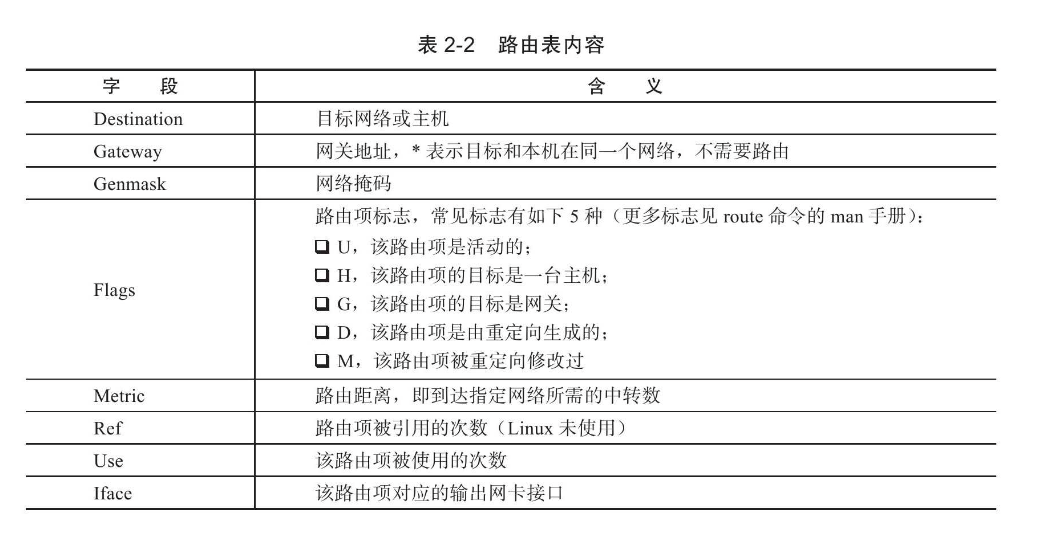 表 2-2 路由表内容
字 段 含 义
Destination 目标网络或主机
Gateway 网关地址，* 表示目标和本机在同一个网络，不需要路由
Genmask 网络掩码
Flags 路由项标志，常见标志有如下 5 种（更多标志见 route 命令的 man 手册）：
❑ U，该路由项是活动的；
❑ H，该路由项的目标是一台主机；
❑ G，该路由项的目标是网关；
❑ D，该路由项是由重定向生成的；
❑ M，该路由项被重定向修改过
Metric 路由距离，即到达指定网络所需的中转数
Ref 路由项被引用的次数（Linux 未使用）
Use 该路由项被使用的次数
Iface 该路由项对应的输出网卡接口